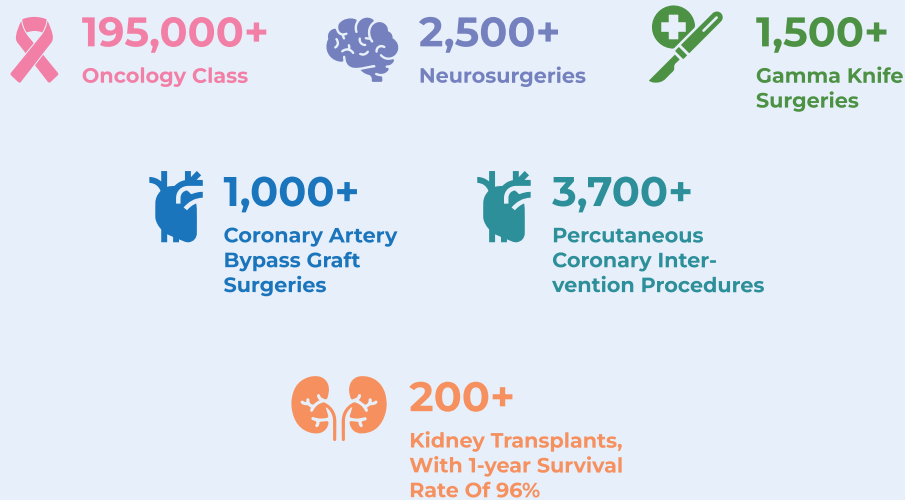 195,000+
Oncology Class
2,500+
Neurosurgeries
1,500+
Gamma Knife
Surgeries
1,000+
Coronary Artery
Bypass Graft
Surgeries
3,700+
Percutaneous
Coronary Inter-
vention Procedures
200+
Kidney Transplants,
With 1-year Survival
Rate Of 96%